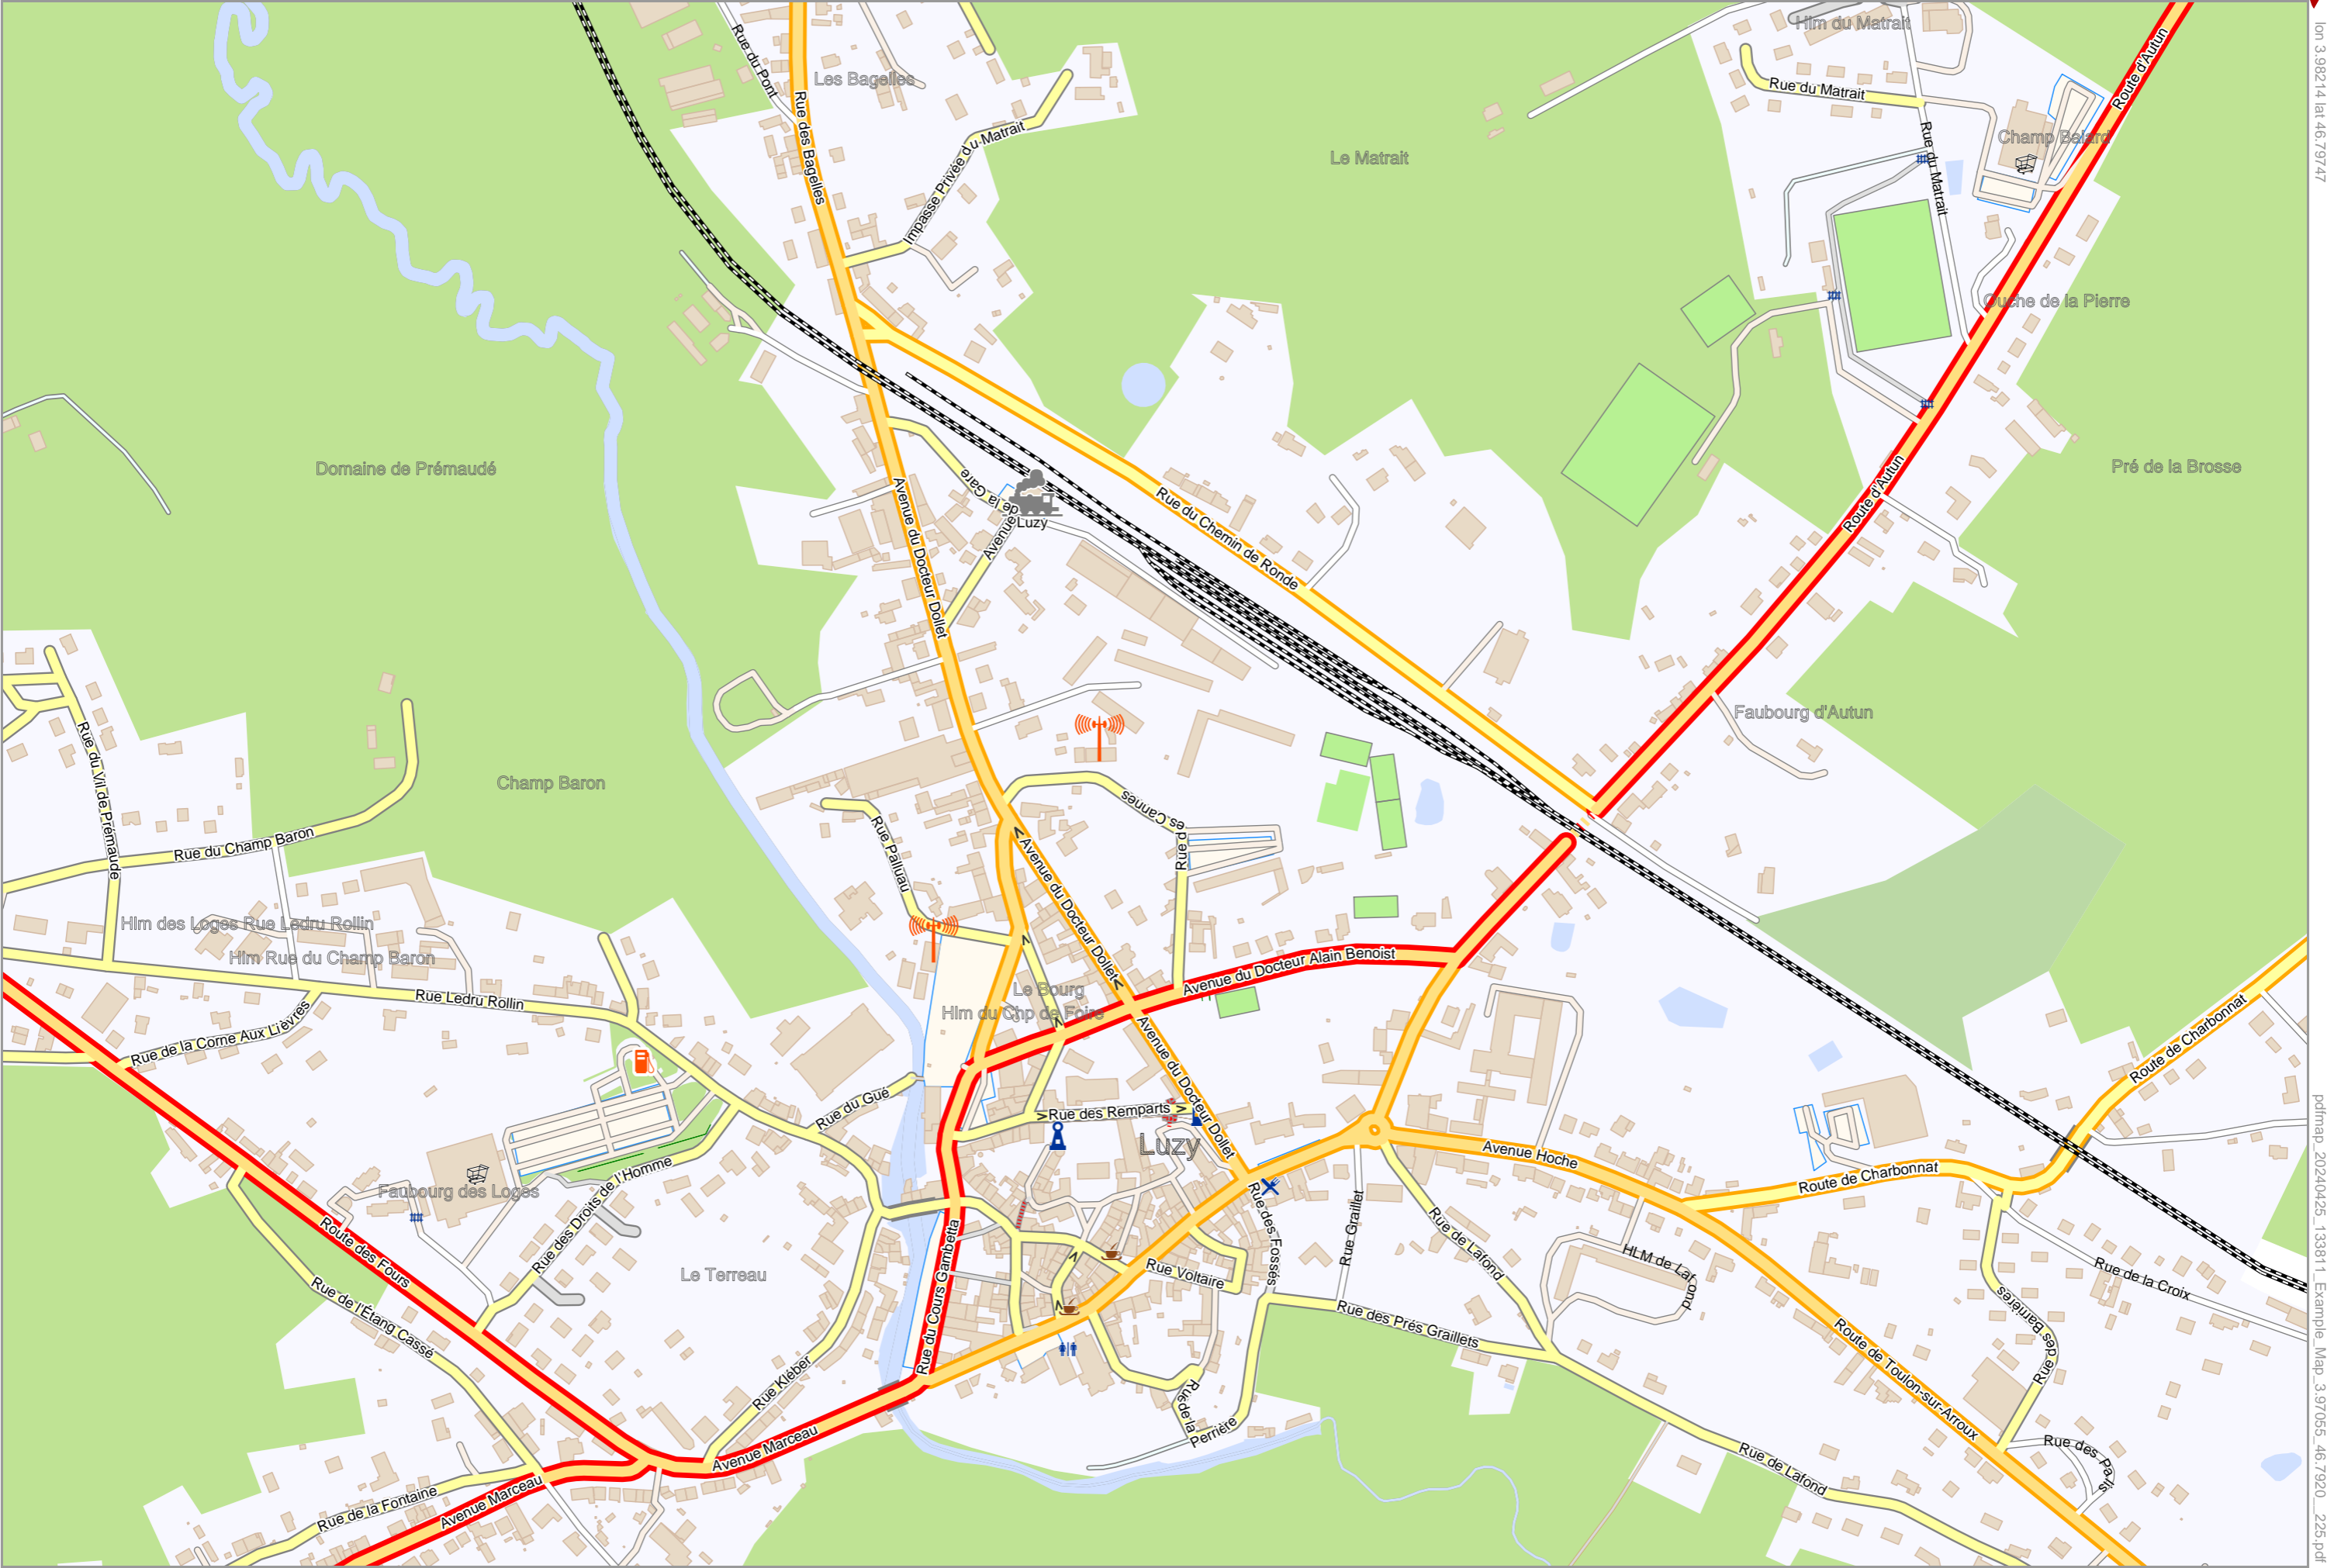 Hlm du Matrait
lon 3.98214 lat 46.79747
Rue du Pont
Les Bagelles
Rue des Bagelles
Rue du Matrait
Route d'Autun
Impasse Privée du Matrait
Le Matrait
Rue du Matrait
Champ Balard
Ouche de la Pierre
Domaine de Prémaudé
Avenue de la Gare
Luzy
Avenue du Docteur Dollet
Rue du Chemin de Ronde
Route d'Autun
Pré de la Brosse
Faubourg d'Autun
Rue du Vil de Prémaudé
Champ Baron
Rue du Champ Baron
Rue Palluau
Rue des Cannes
Avenue du Docteur Dollet
Hlm des Loges Rue Ledru Rollin
Hlm Rue du Champ Baron
Rue Ledru Rollin
Avenue du Docteur Alain Benoist
Le Bourg
Hlm du Chp de Foire
Rue de la Corne Aux Lièvres
Avenue du Docteur Dollet
Route de Charbonnat
Rue du Gué
Rue des Remparts
Luzy
Avenue Hoche
Route de Charbonnat
Faubourg des Loges
Rue des Droits de l'Homme
Route des Fours
Le Terreau
Rue du Cours Gambetta
Rue Voltaire
Rue des Fossés
Rue Graillet
Rue de Lafond
HLM de Lafond
Rue de la Croix
Rue des Barrières
Rue de l'Étang Cassé
Rue des Prés Graillets
Route de Toulon-sur-Arroux
Rue Kléber
Rue de la Perrière
Avenue Marceau
Rue de Lafond
Rue des Pa lis
Rue de la Fontaine
Avenue Marceau
pdfmap_20240425_133811_Example_Map_3.97055_46.7920__225.pdf